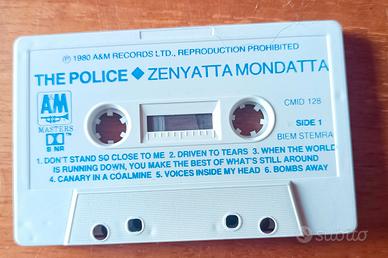 ℗ 1980 A&M RECORDS LTD., REPRODUCTION PROHIBITED
THE POLICE ◆ ZENYATTA MONDATTA
A&M
CMID 128
MASTERS
SIDE 1
B NR
BIEM STEMRA
1. DON'T STAND SO CLOSE TO ME 2. DRIVEN TO TEARS 3. WHEN THE WORLD
IS RUNNING DOWN, YOU MAKE THE BEST OF WHAT'S STILL AROUND
4. CANARY IN A COALMINE 5. VOICES INSIDE MY HEAD 6. BOMBS AWAY
subito